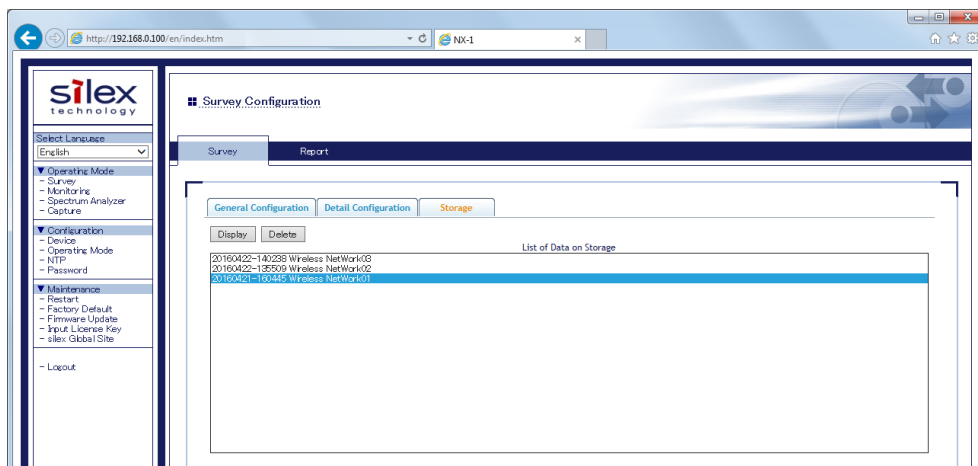 http://192.168.0.100/en/index.htm
NX-1
silex
technology
Select Language
English
▼ Operating Mode
- Survey
- Monitoring
- Spectrum Analyzer
- Capture
▼ Configuration
- Device
- Operating Mode
- NTP
- Password
▼ Maintenance
- Restart
- Factory Default
- Firmware Update
- Input License Key
- silex Global Site
- Logout
Survey Configuration
Survey Report
General Configuration Detail Configuration Storage
Display Delete
List of Data on Storage
20160422-140238 Wireless NetWork03
20160422-135509 Wireless NetWork02
20160421-160445 Wireless NetWork01